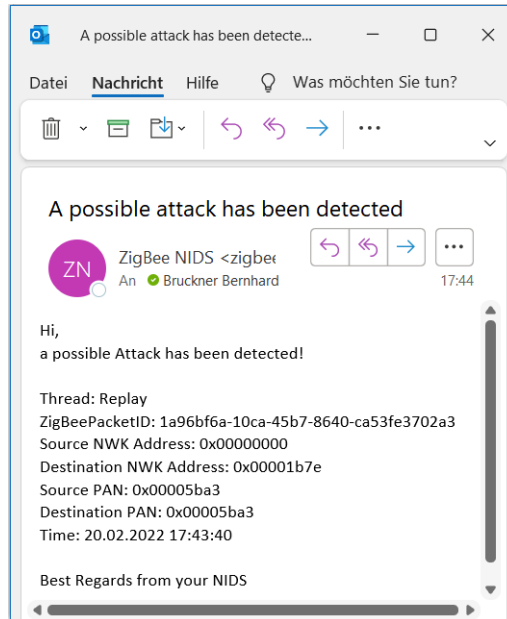 A possible attack has been detecte...
Datei Nachricht Hilfe Was möchten Sie tun?
A possible attack has been detected
ZN
ZigBee NIDS <zigbee
An Bruckner Bernhard
17:44
Hi,
a possible Attack has been detected!
Thread: Replay
ZigBeePacketID: 1a96bf6a-10ca-45b7-8640-ca53fe3702a3
Source NWK Address: 0x00000000
Destination NWK Address: 0x00001b7e
Source PAN: 0x00005ba3
Destination PAN: 0x00005ba3
Time: 20.02.2022 17:43:40
Best Regards from your NIDS